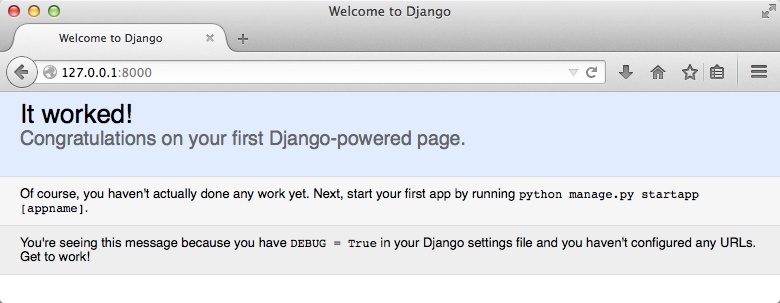 Welcome to Django
Welcome to Django
127.0.0.1:8000
It worked!
Congratulations on your first Django-powered page.
Of course, you haven't actually done any work yet. Next, start your first app by running python manage.py startapp
[appname].
You're seeing this message because you have DEBUG = True in your Django settings file and you haven't configured any URLs.
Get to work!